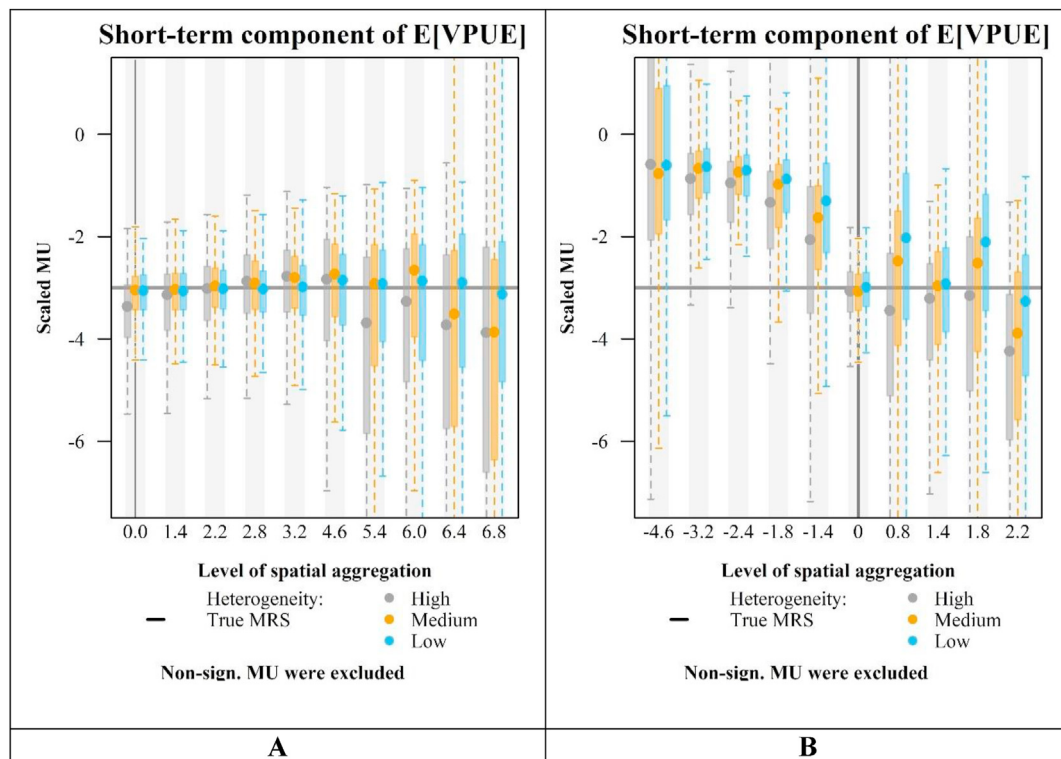 Short-term component of E[VPUE]
Scaled MU
0
-2
-4
-6
0.0 1.4 2.2 2.8 3.2 4.6 5.4 6.0 6.4 6.8
Level of spatial aggregation
Heterogeneity:
True MRS
High
Medium
Low
Non-sign. MU were excluded
A
Short-term component of E[VPUE]
Scaled MU
0
-2
-4
-6
-4.6 -3.2 -2.4 -1.8 -1.4 0 0.8 1.4 1.8 2.2
Level of spatial aggregation
Heterogeneity:
True MRS
High
Medium
Low
Non-sign. MU were excluded
B